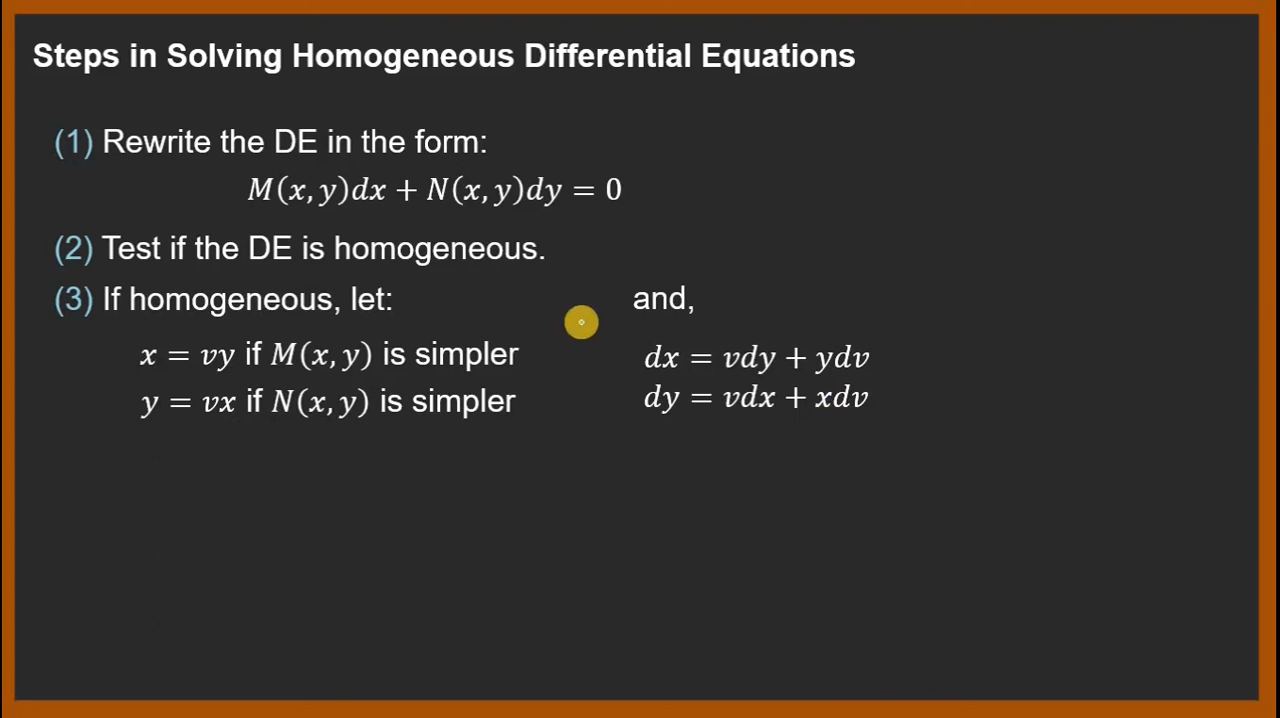 Steps in Solving Homogeneous Differential Equations
(1) Rewrite the DE in the form:
M(x, y)dx + N(x, y)dy = 0
(2) Test if the DE is homogeneous.
(3) If homogeneous, let: and,
x = vy if M(x, y) is simpler dx = vdy + ydv
y = vx if N(x, y) is simpler dy = vdx + xdv